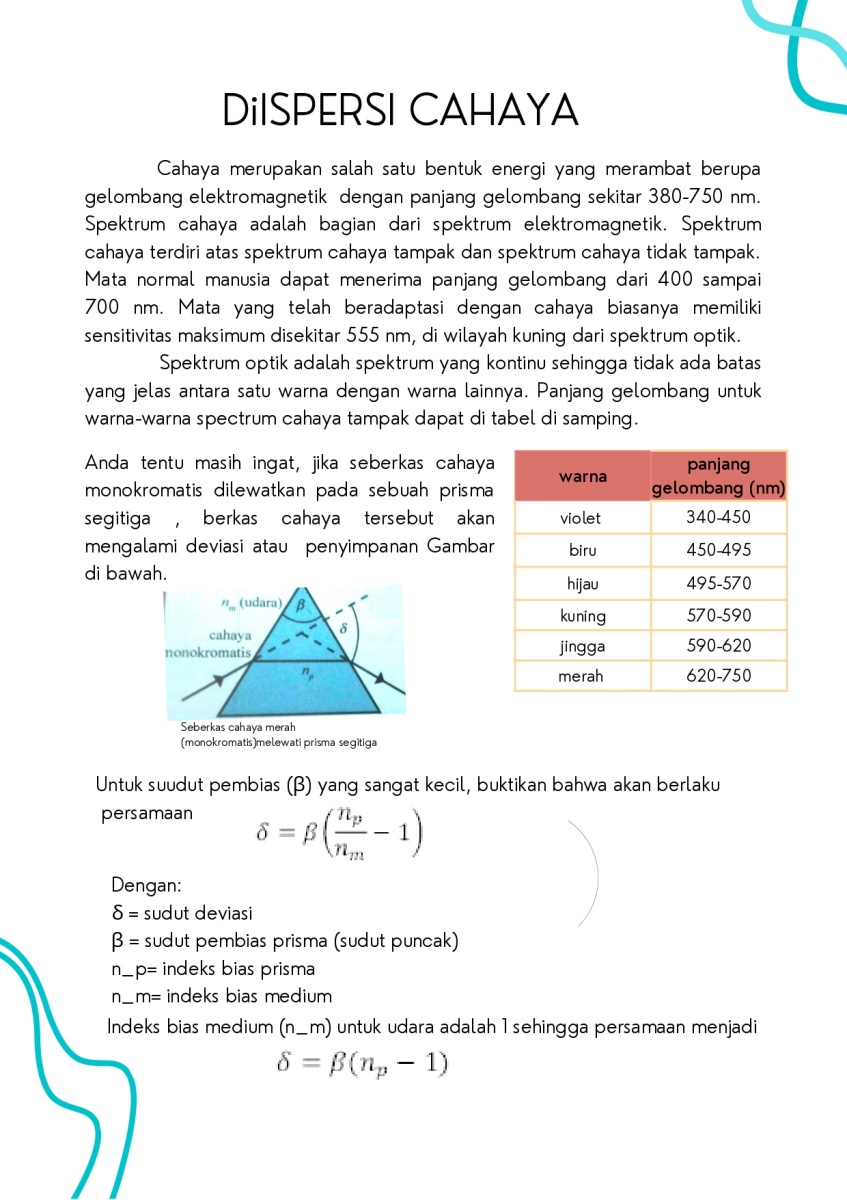 DiISPERSI CAHAYA
Cahaya merupakan salah satu bentuk energi yang merambat berupa
gelombang elektromagnetik dengan panjang gelombang sekitar 380-750 nm.
Spektrum cahaya adalah bagian dari spektrum elektromagnetik. Spektrum
cahaya terdiri atas spektrum cahaya tampak dan spektrum cahaya tidak tampak.
Mata normal manusia dapat menerima panjang gelombang dari 400 sampai
700 nm. Mata yang telah beradaptasi dengan cahaya biasanya memiliki
sensitivitas maksimum disekitar 555 nm, di wilayah kuning dari spektrum optik.
Spektrum optik adalah spektrum yang kontinu sehingga tidak ada batas
yang jelas antara satu warna dengan warna lainnya. Panjang gelombang untuk
warna-warna spectrum cahaya tampak dapat di tabel di samping.
Anda tentu masih ingat, jika seberkas cahaya
monokromatis dilewatkan pada sebuah prisma
segitiga , berkas cahaya tersebut akan
mengalami deviasi atau penyimpanan Gambar
di bawah.
n_m (udara) β
δ
cahaya
nonokromatis
n_p
Seberkas cahaya merah
(monokromatis)melewati prisma segitiga
warna panjang gelombang (nm)
violet 340-450
biru 450-495
hijau 495-570
kuning 570-590
jingga 590-620
merah 620-750
Untuk suudut pembias (β) yang sangat kecil, buktikan bahwa akan berlaku
persamaan
δ = β(n_p/n_m − 1)
Dengan:
δ = sudut deviasi
β = sudut pembias prisma (sudut puncak)
n_p= indeks bias prisma
n_m= indeks bias medium
Indeks bias medium (n_m) untuk udara adalah 1 sehingga persamaan menjadi
δ = β(n_p − 1)